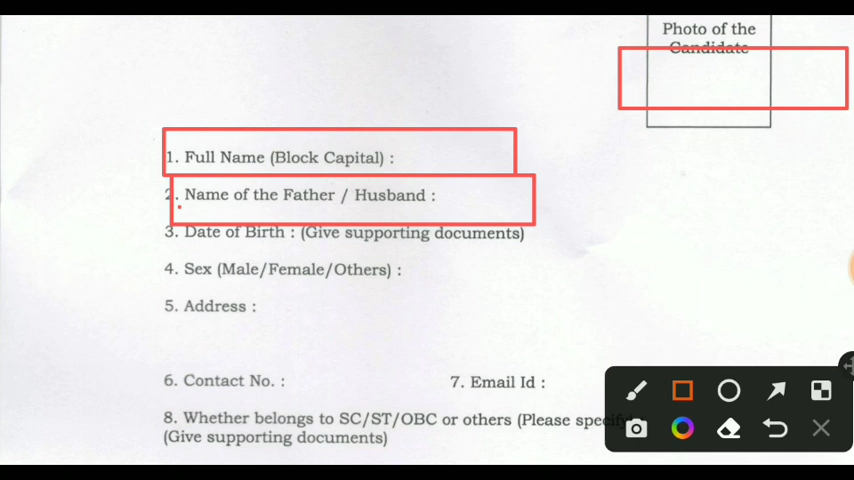 Photo of the
Candidate
1. Full Name (Block Capital) :
2. Name of the Father / Husband :
3. Date of Birth : (Give supporting documents)
4. Sex (Male/Female/Others) :
5. Address :
6. Contact No. :
7. Email Id :
8. Whether belongs to SC/ST/OBC or others (Please specify)
(Give supporting documents)